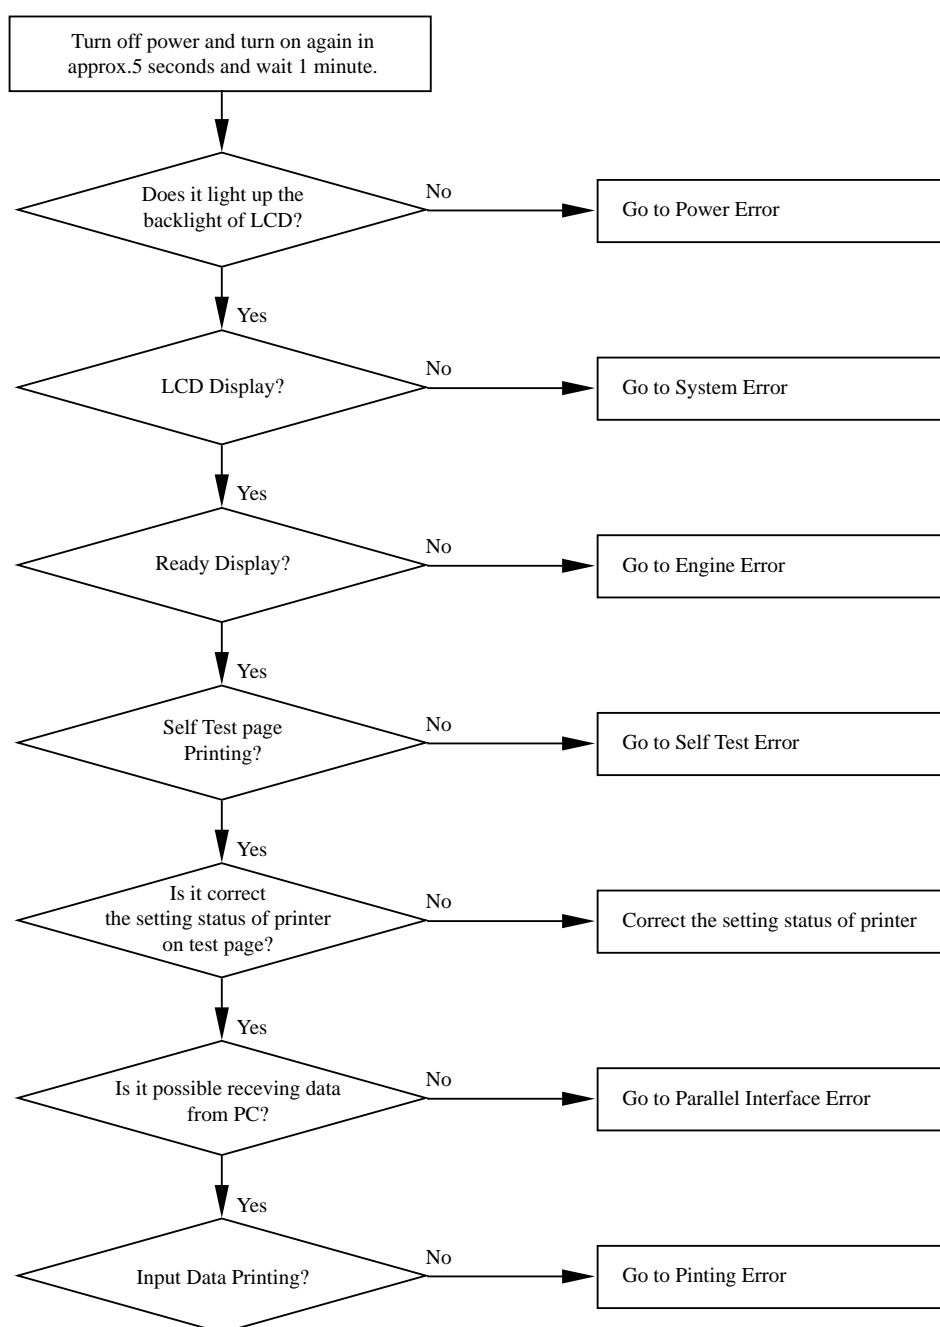 Turn off power and turn on again in
approx.5 seconds and wait 1 minute.
Does it light up the
backlight of LCD?
No
Go to Power Error
Yes
LCD Display?
No
Go to System Error
Yes
Ready Display?
No
Go to Engine Error
Yes
Self Test page
Printing?
No
Go to Self Test Error
Yes
Is it correct
the setting status of printer
on test page?
No
Correct the setting status of printer
Yes
Is it possible receving data
from PC?
No
Go to Parallel Interface Error
Yes
Input Data Printing?
No
Go to Pinting Error